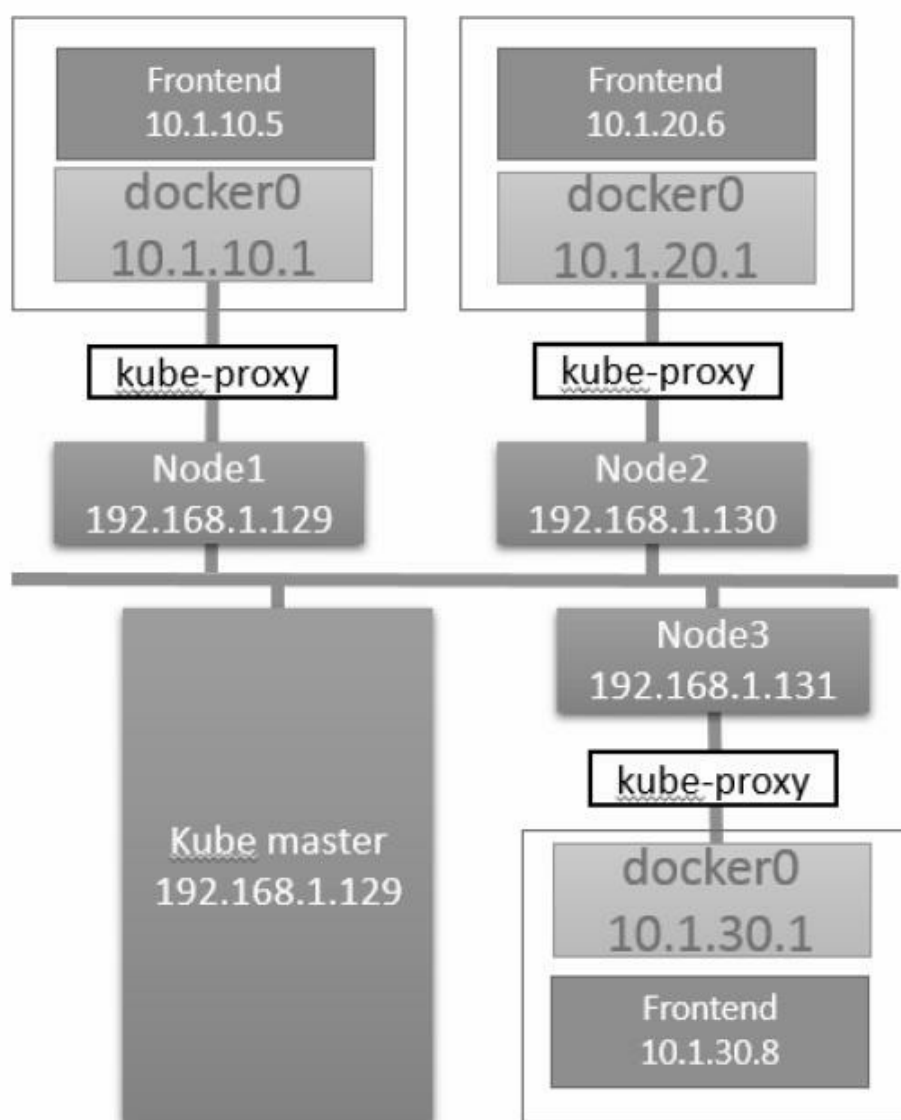 Frontend
10.1.10.5
docker0
10.1.10.1
kube-proxy
Node1
192.168.1.129
Frontend
10.1.20.6
docker0
10.1.20.1
kube-proxy
Node2
192.168.1.130
Kube master
192.168.1.129
Node3
192.168.1.131
kube-proxy
docker0
10.1.30.1
Frontend
10.1.30.8